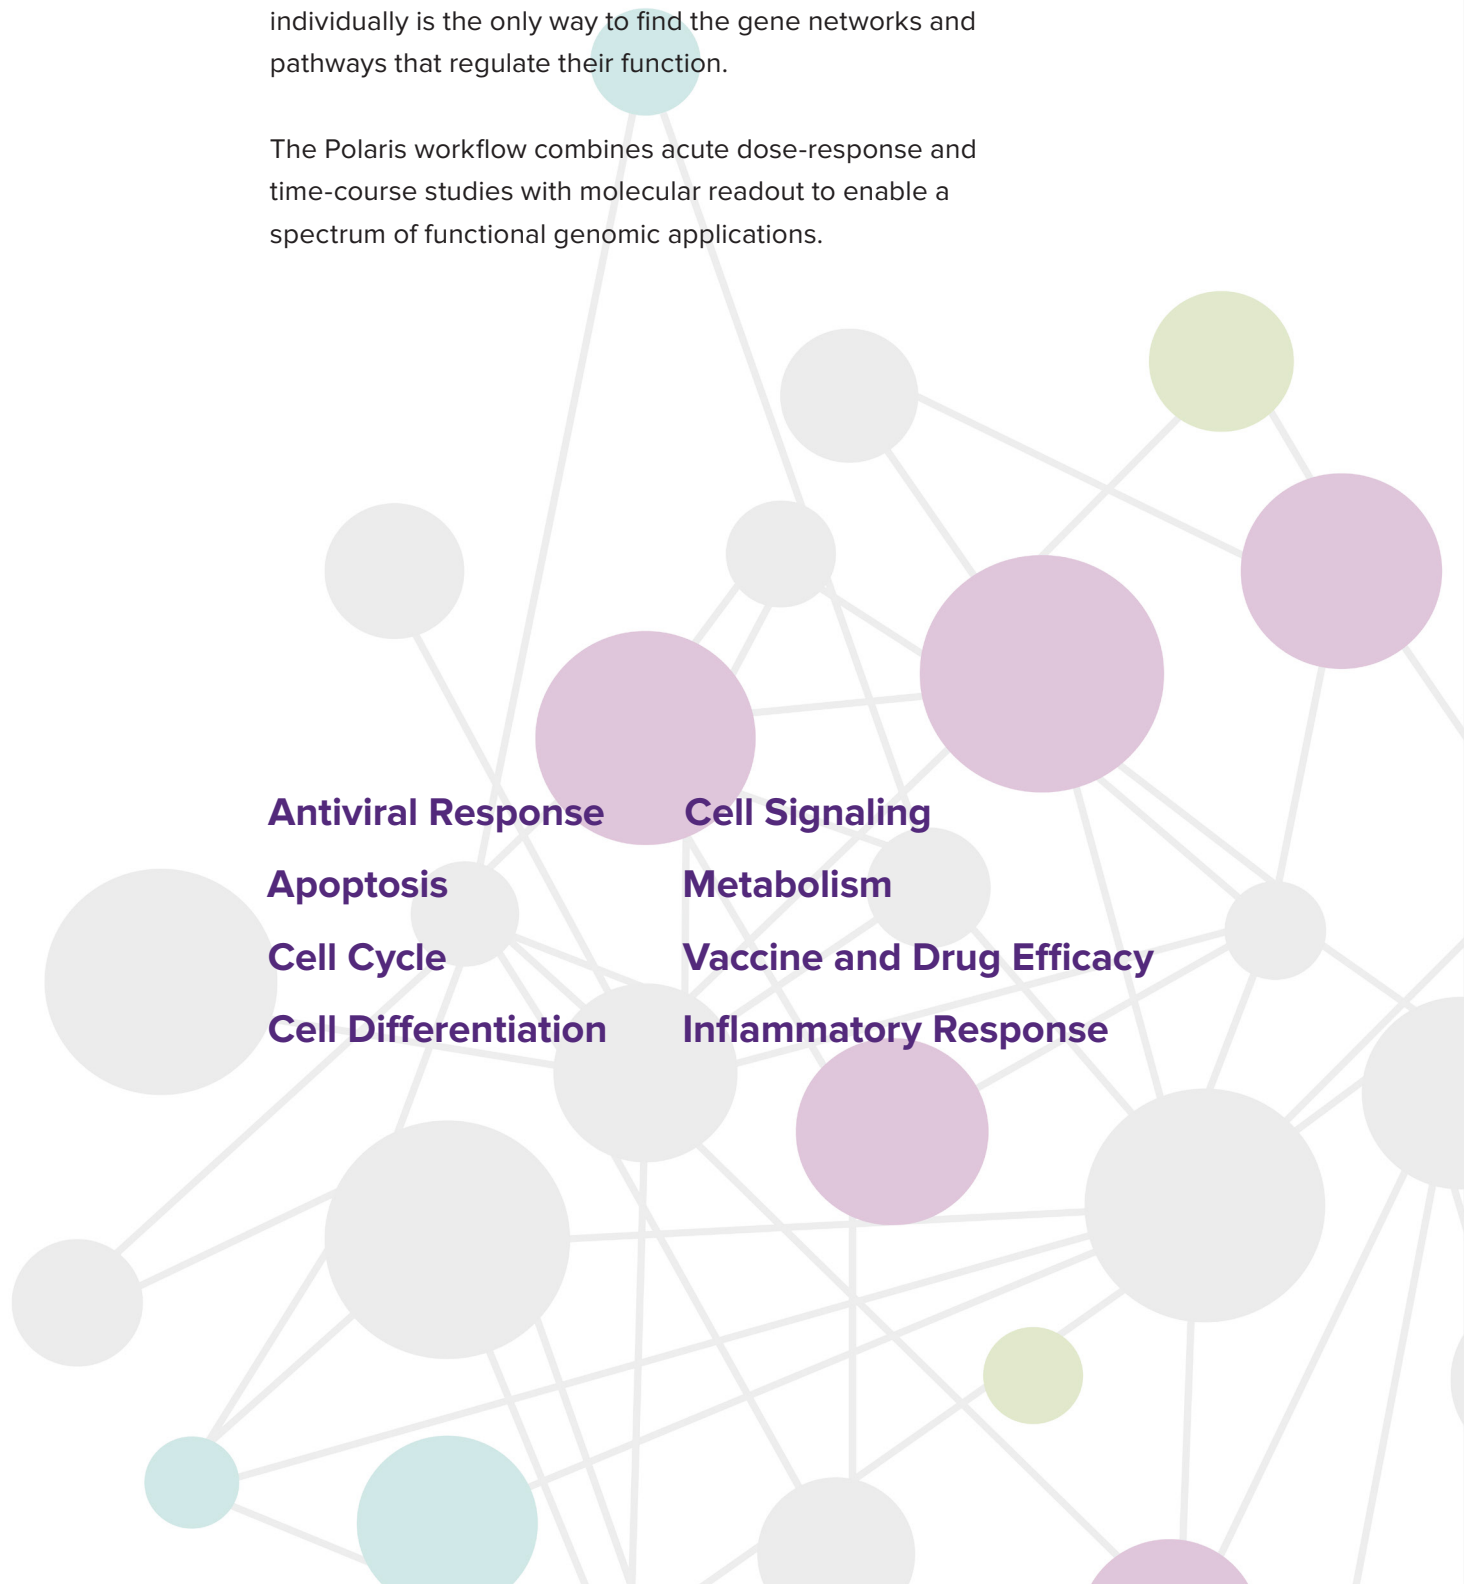 individually is the only way to find the gene networks and
pathways that regulate their function.
The Polaris workflow combines acute dose-response and
time-course studies with molecular readout to enable a
spectrum of functional genomic applications.
Antiviral Response
Apoptosis
Cell Cycle
Cell Differentiation
Cell Signaling
Metabolism
Vaccine and Drug Efficacy
Inflammatory Response